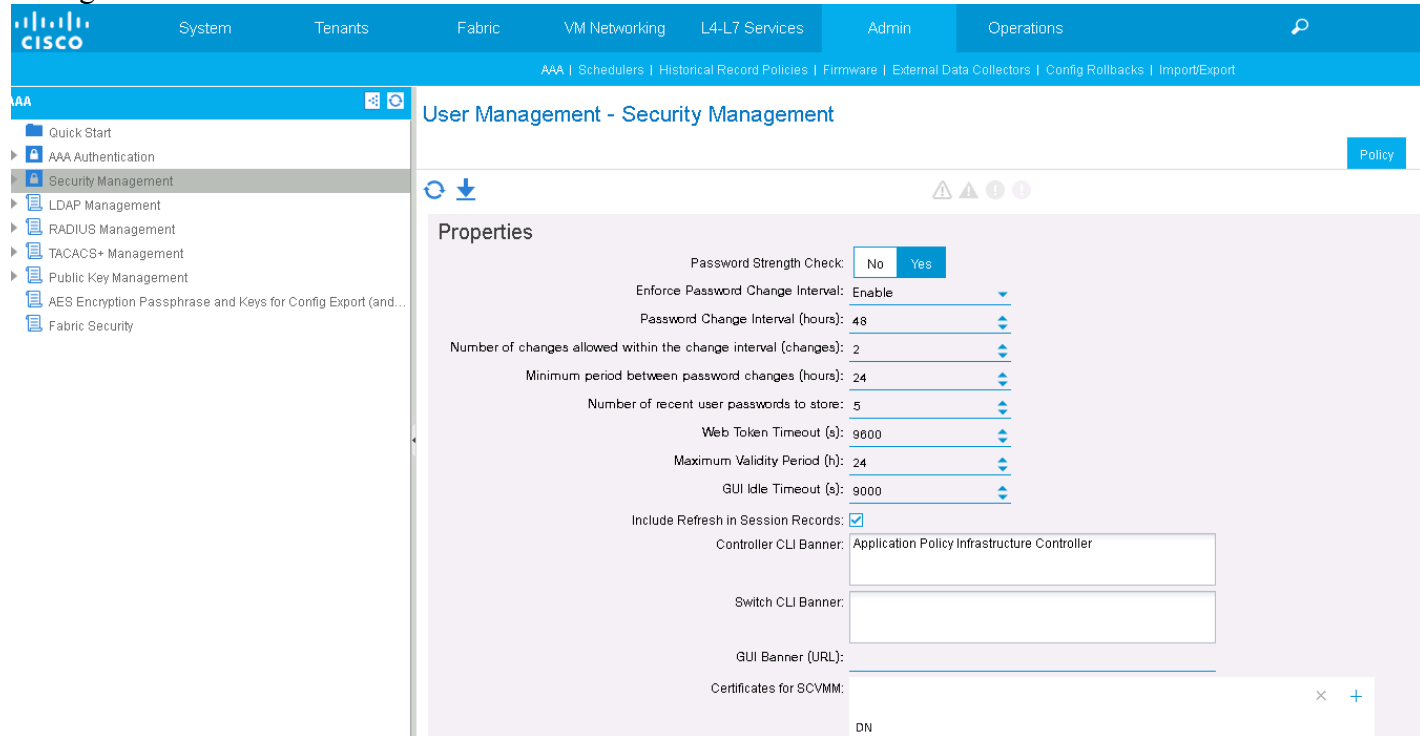 CISCO
System Tenants Fabric VM Networking L4-L7 Services Admin Operations
AAA | Schedulers | Historical Record Policies | Firmware | External Data Collectors | Config Rollbacks | Import/Export
AAA
Quick Start
AAA Authentication
Security Management
LDAP Management
RADIUS Management
TACACS+ Management
Public Key Management
AES Encryption Passphrase and Keys for Config Export (and...
Fabric Security
User Management - Security Management
Policy
Properties
Password Strength Check: No Yes
Enforce Password Change Interval: Enable
Password Change Interval (hours): 48
Number of changes allowed within the change interval (changes): 2
Minimum period between password changes (hours): 24
Number of recent user passwords to store: 5
Web Token Timeout (s): 9600
Maximum Validity Period (h): 24
GUI Idle Timeout (s): 9000
Include Refresh in Session Records:
Controller CLI Banner: Application Policy Infrastructure Controller
Switch CLI Banner:
GUI Banner (URL):
Certificates for SCVMM:
DN